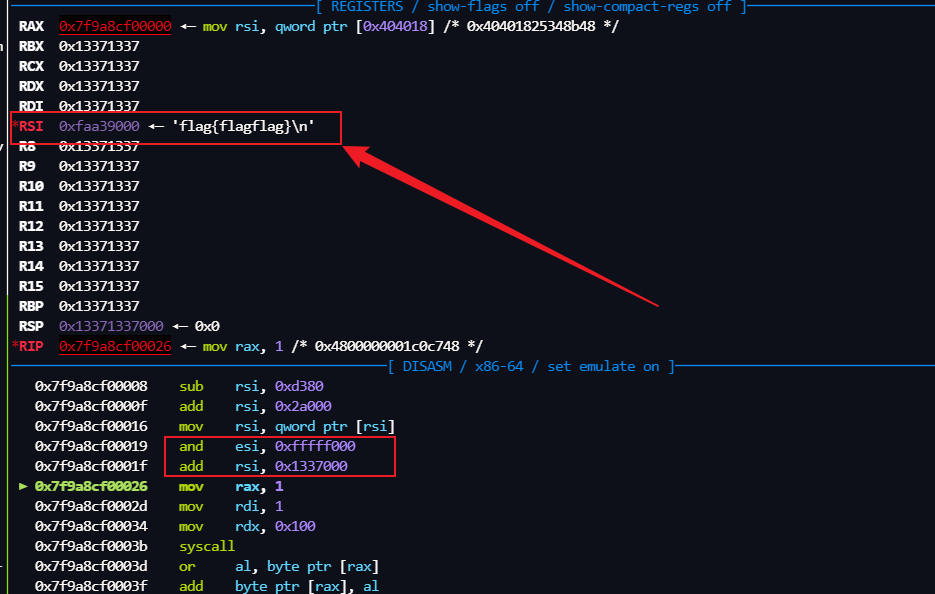 [ REGISTERS / show-flags off / show-compact-regs off ]
RAX 0x7f9a8cf00000 ◂— mov rsi, qword ptr [0x404018] /* 0x40401825348b48 */
RBX 0x13371337
RCX 0x13371337
RDX 0x13371337
RDI 0x13371337
*RSI 0xfaa39000 ◂— 'flag{flagflag}\n'
R8 0x13371337
R9 0x13371337
R10 0x13371337
R11 0x13371337
R12 0x13371337
R13 0x13371337
R14 0x13371337
R15 0x13371337
RBP 0x13371337
RSP 0x13371337000 ◂— 0x0
*RIP 0x7f9a8cf00026 ◂— mov rax, 1 /* 0x4800000001c0c748 */
[ DISASM / x86-64 / set emulate on ]
0x7f9a8cf00008 sub rsi, 0xd380
0x7f9a8cf0000f add rsi, 0x2a000
0x7f9a8cf00016 mov rsi, qword ptr [rsi]
0x7f9a8cf00019 and esi, 0xfffff000
0x7f9a8cf0001f add rsi, 0x1337000
► 0x7f9a8cf00026 mov rax, 1
0x7f9a8cf0002d mov rdi, 1
0x7f9a8cf00034 mov rdx, 0x100
0x7f9a8cf0003b syscall
0x7f9a8cf0003d or al, byte ptr [rax]
0x7f9a8cf0003f add byte ptr [rax], al